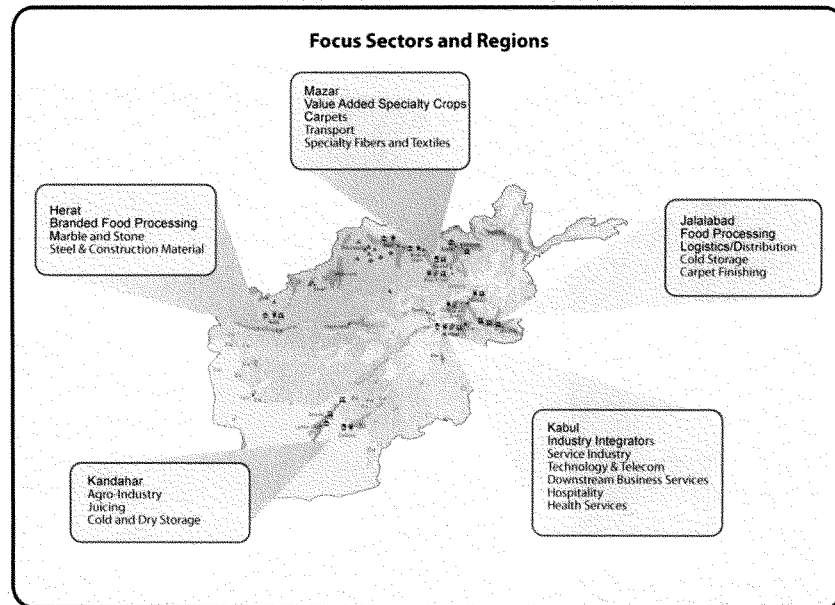 Focus Sectors and Regions
Mazar
Value Added Specialty Crops
Carpets
Transport
Specialty Fibers and Textiles
Herat
Branded Food Processing
Marble and Stone
Steel & Construction Material
Jalalabad
Food Processing
Logistics/Distribution
Cold Storage
Carpet Finishing
Kabul
Industry Integrators
Service Industry
Technology & Telecom
Downstream Business Services
Hospitality
Health Services
Kandahar
Agro-Industry
Juicing
Cold and Dry Storage